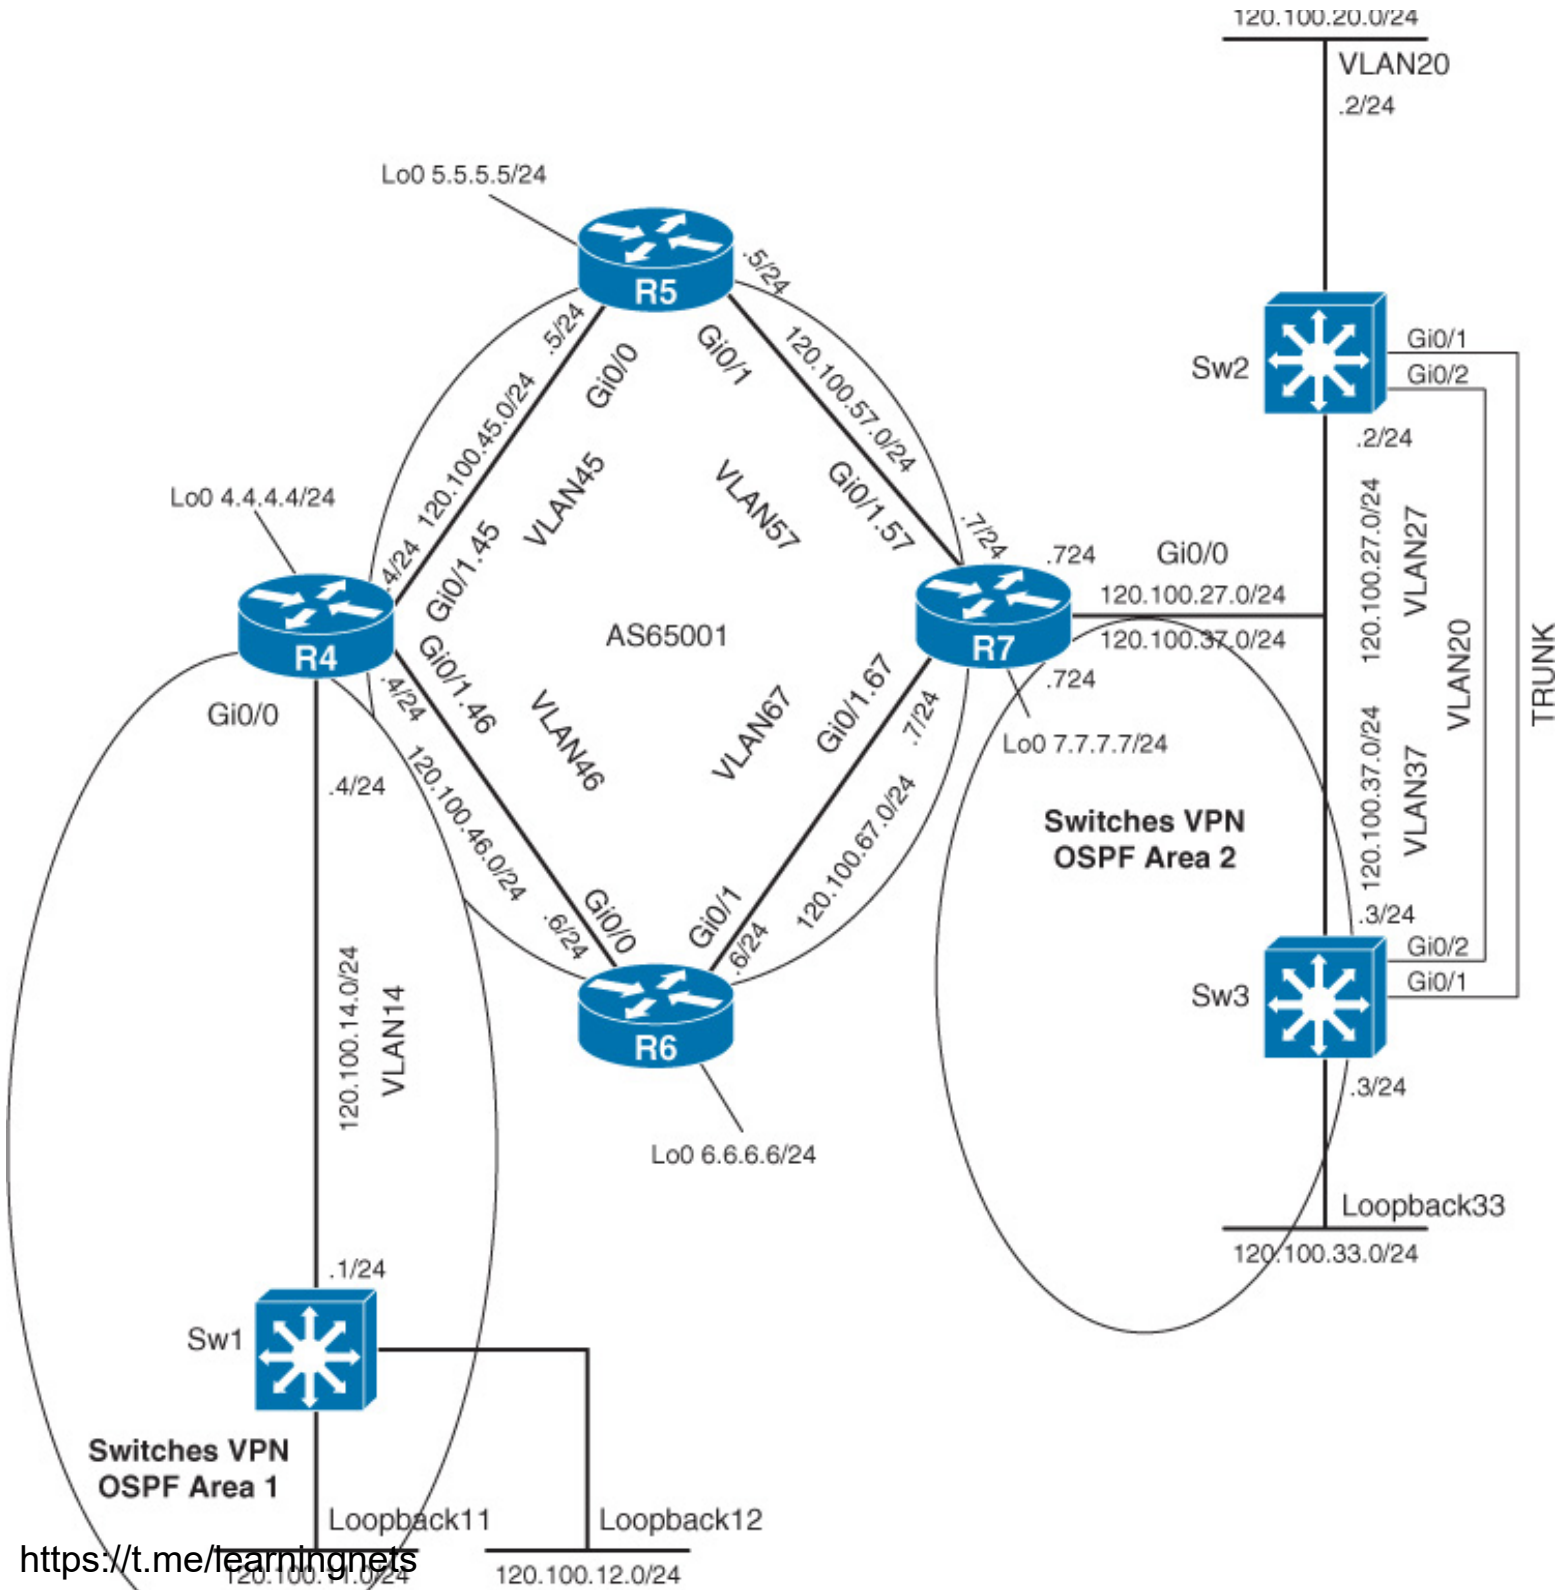 120.100.20.0/24
VLAN20
.2/24
Lo0 5.5.5.5/24
R5
.5/24
.5/24
Gi0/0
Gi0/1
120.100.45.0/24
120.100.57.0/24
VLAN45
VLAN57
Gi0/1.45
Gi0/1.57
.4/24
.7/24
Sw2
Gi0/1
Gi0/2
.2/24
120.100.27.0/24
VLAN27
Lo0 4.4.4.4/24
R4
AS65001
R7
.724
Gi0/0
120.100.27.0/24
120.100.37.0/24
.724
Lo0 7.7.7.7/24
VLAN20
TRUNK
Gi0/0
.4/24
.4/24
Gi0/1.46
VLAN46
120.100.46.0/24
.6/24
Gi0/0
Gi0/1.67
VLAN67
.7/24
120.100.67.0/24
Gi0/1
.6/24
R6
Lo0 6.6.6.6/24
Switches VPN
OSPF Area 2
120.100.37.0/24
VLAN37
.3/24
Sw3
Gi0/2
Gi0/1
.3/24
Loopback33
120.100.33.0/24
120.100.14.0/24
VLAN14
.1/24
Sw1
Switches VPN
OSPF Area 1
Loopback11
120.100.11.0/24
Loopback12
120.100.12.0/24
https://t.me/learningnets